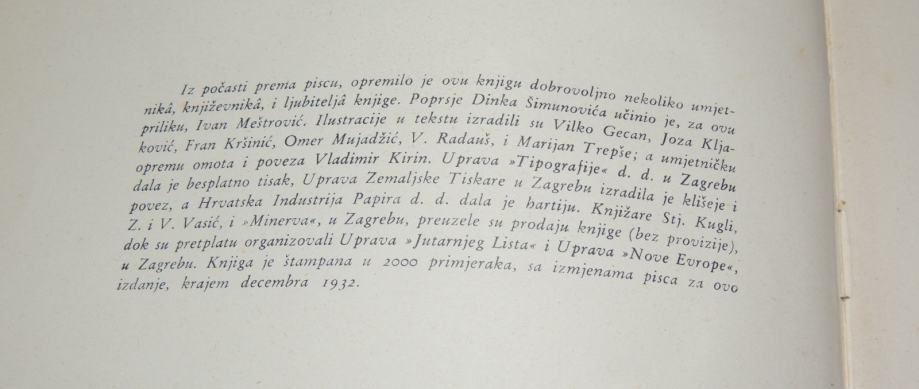 Iz počasti prema piscu, opremilo je ovu knjigu dobrovoljno nekoliko umjet-
nikâ, književnikâ, i ljubiteljâ knjige. Poprsje Dinka Šimunovića učinio je, za ovu
priliku, Ivan Meštrović. Ilustracije u tekstu izradili su Vilko Gecan, Joza Klja-
ković, Fran Kršinić, Omer Mujadžić, V. Radauš, i Marijan Trepše; a umjetničku
opremu omota i poveza Vladimir Kirin. Uprava »Tipografije« d. d. u Zagrebu
dala je besplatno tisak, Uprava Zemaljske Tiskare u Zagrebu izradila je klišeje i
povez, a Hrvatska Industrija Papira d. d. dala je hartiju. Knjižare Stj. Kugli,
Z. i V. Vasić, i »Minerva«, u Zagrebu, preuzele su prodaju knjige (bez provizije),
dok su pretplatu organizovali Uprava »Jutarnjeg Lista« i Uprava »Nove Evrope«,
u Zagrebu. Knjiga je štampana u 2000 primjeraka, sa izmjenama pisca za ovo
izdanje, krajem decembra 1932.